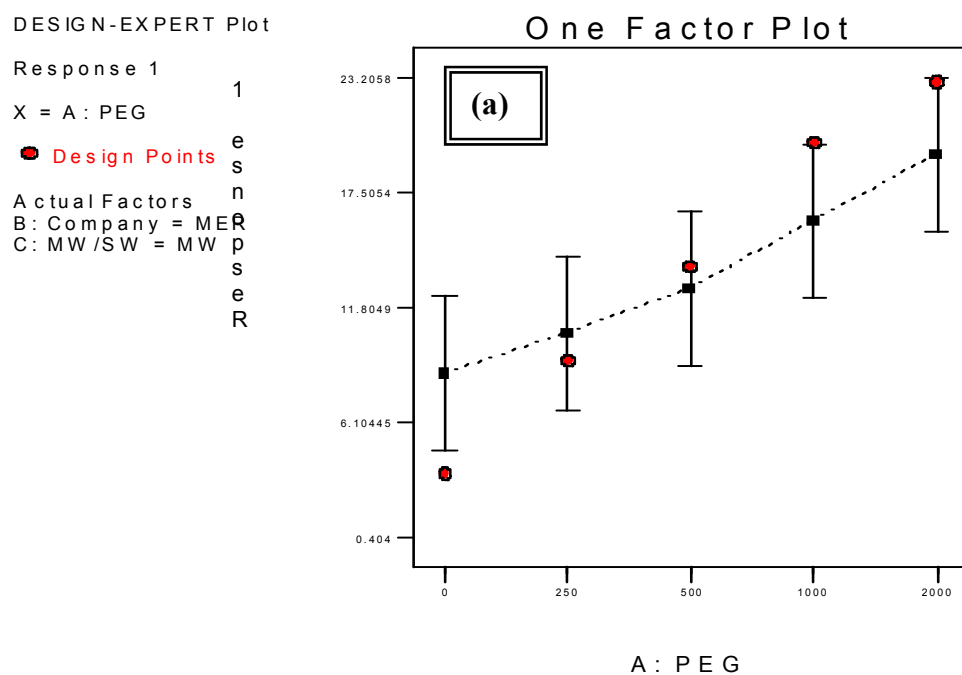 DESIGN-EXPERT Plot
Response 1
X = A: PEG
Design Points
Actual Factors
B: Company = MER
C: MW/SW = MW
Response 1
One Factor Plot
(a)
23.2058
17.5054
11.8049
6.10445
0.404
0 250 500 1000 2000
A: PEG